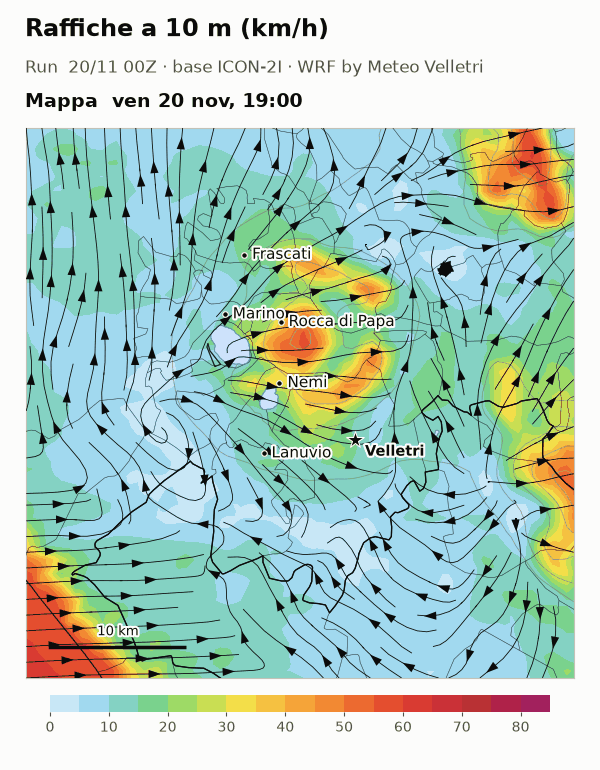 Raffiche a 10 m (km/h)
Run  20/11 00Z · base ICON-2I · WRF by Meteo Velletri
Mappa  ven 20 nov, 19:00
Frascati
Marino
Rocca di Papa
Nemi
Lanuvio
Velletri
10 km
0 10 20 30 40 50 60 70 80